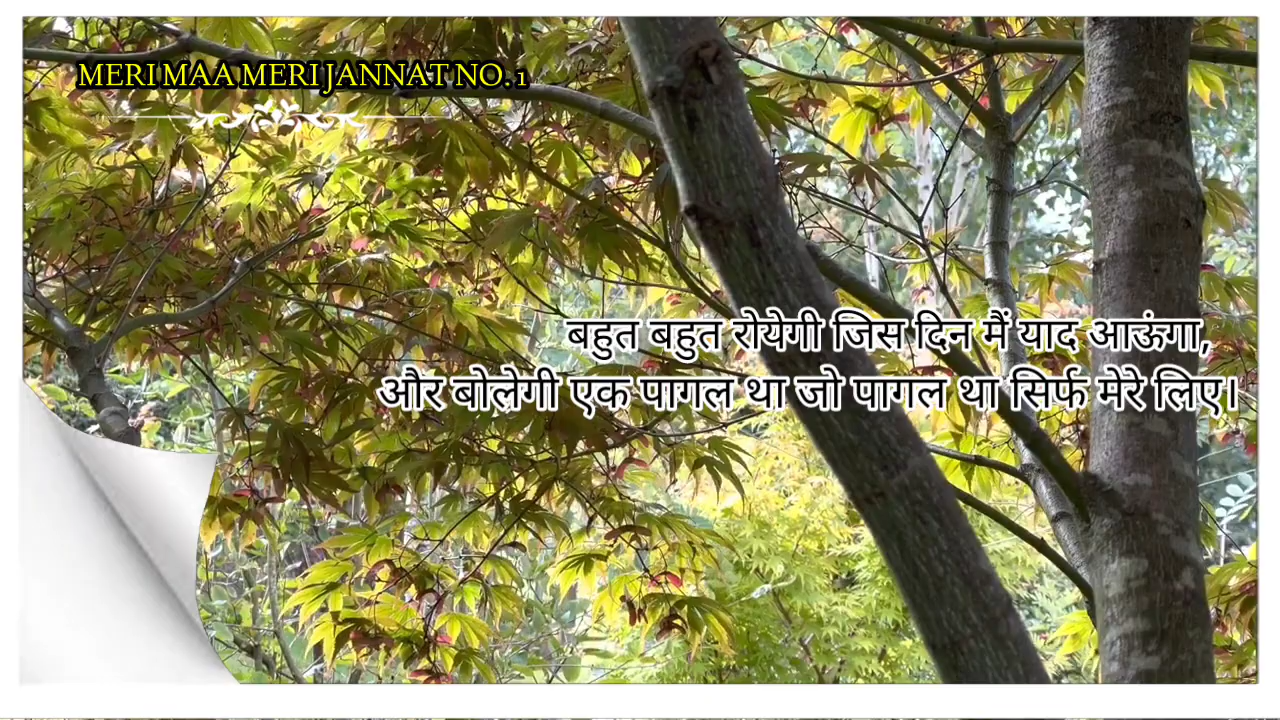 MERI MAA MERI JANNAT NO. 1
बहुत बहुत रोयेगी जिस दिन मैं याद आऊंगा,
और बोलेगी एक पागल था जो पागल था सिर्फ मेरे लिए।